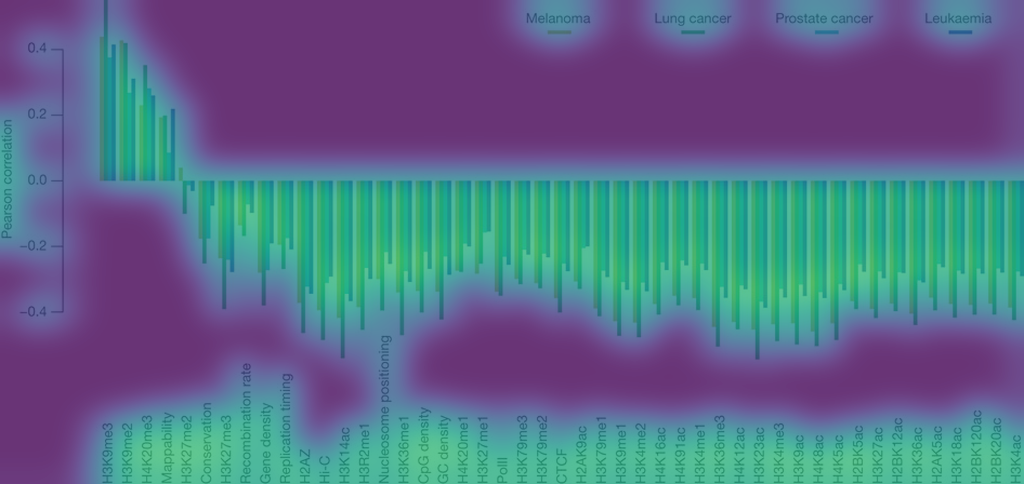 Melanoma
Lung cancer
Prostate cancer
Leukaemia
Pearson correlation
0.4
0.2
0.0
−0.2
−0.4
H3K9me3
H3K9me2
H4K20me3
Mappability
H3K27me2
Conservation
H3K27me3
Recombination rate
Gene density
Replication timing
H2AZ
Hi-C
H3K14ac
H3R2me1
Nucleosome positioning
H3K36me1
CpG density
GC density
H4K20me1
H3K27me1
PolII
H3K79me3
H3K79me2
CTCF
H2AK9ac
H3K79me1
H3K9me1
H3K4me2
H4K16ac
H4K91ac
H3K4me1
H3K36me3
H4K12ac
H3K23ac
H3K4me3
H3K9ac
H4K8ac
H4K5ac
H2BK5ac
H3K27ac
H2BK12ac
H3K36ac
H2AK5ac
H3K18ac
H2BK120ac
H2BK20ac
H3K4ac